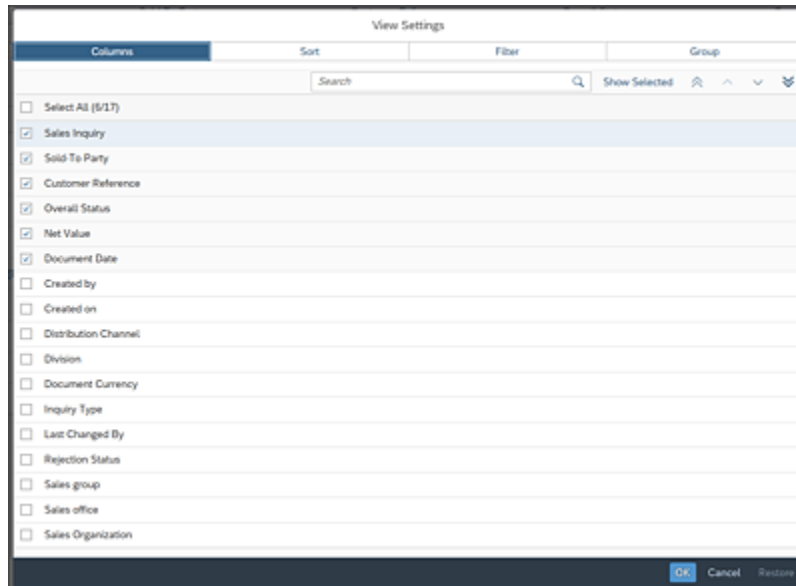 View Settings
Columns Sort Filter Group
Search Show Selected
Select All (6/17)
Sales Inquiry
Sold-To Party
Customer Reference
Overall Status
Net Value
Document Date
Created by
Created on
Distribution Channel
Division
Document Currency
Inquiry Type
Last Changed By
Rejection Status
Sales group
Sales office
Sales Organization
OK Cancel Restore